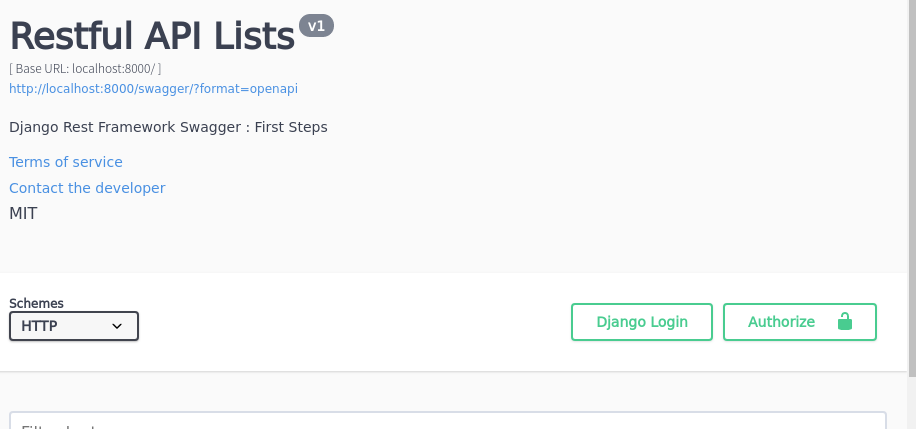 Restful API Lists v1
[ Base URL: localhost:8000/ ]
http://localhost:8000/swagger/?format=openapi
Django Rest Framework Swagger : First Steps
Terms of service
Contact the developer
MIT
Schemes
HTTP
Django Login
Authorize